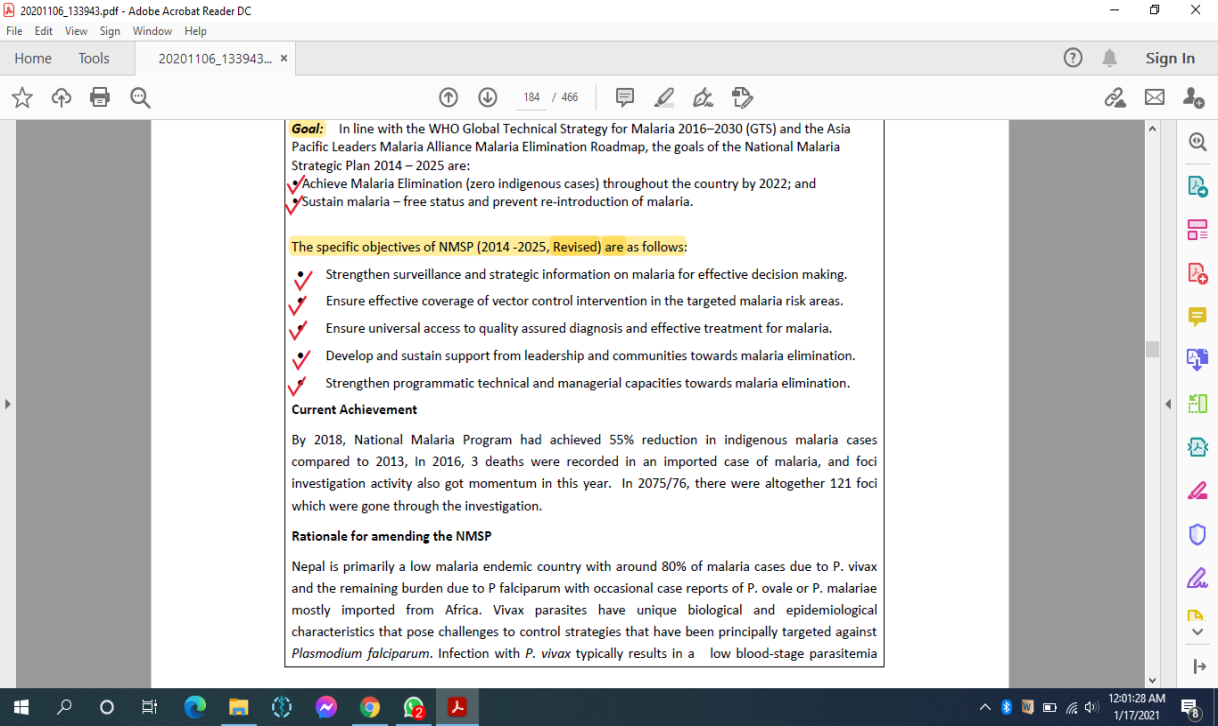 20201106_133943.pdf - Adobe Acrobat Reader DC
File Edit View Sign Window Help
Home Tools 20201106_133943... × Sign In
184 / 466
Goal: In line with the WHO Global Technical Strategy for Malaria 2016–2030 (GTS) and the Asia
Pacific Leaders Malaria Alliance Malaria Elimination Roadmap, the goals of the National Malaria
Strategic Plan 2014 – 2025 are:
•Achieve Malaria Elimination (zero indigenous cases) throughout the country by 2022; and
•Sustain malaria – free status and prevent re-introduction of malaria.
The specific objectives of NMSP (2014 -2025, Revised) are as follows:
• Strengthen surveillance and strategic information on malaria for effective decision making.
• Ensure effective coverage of vector control intervention in the targeted malaria risk areas.
• Ensure universal access to quality assured diagnosis and effective treatment for malaria.
• Develop and sustain support from leadership and communities towards malaria elimination.
• Strengthen programmatic technical and managerial capacities towards malaria elimination.
Current Achievement
By 2018, National Malaria Program had achieved 55% reduction in indigenous malaria cases
compared to 2013, In 2016, 3 deaths were recorded in an imported case of malaria, and foci
investigation activity also got momentum in this year. In 2075/76, there were altogether 121 foci
which were gone through the investigation.
Rationale for amending the NMSP
Nepal is primarily a low malaria endemic country with around 80% of malaria cases due to P. vivax
and the remaining burden due to P falciparum with occasional case reports of P. ovale or P. malariae
mostly imported from Africa. Vivax parasites have unique biological and epidemiological
characteristics that pose challenges to control strategies that have been principally targeted against
Plasmodium falciparum. Infection with P. vivax typically results in a low blood-stage parasitemia
2
12:01:28 AM
1/17/2021
8